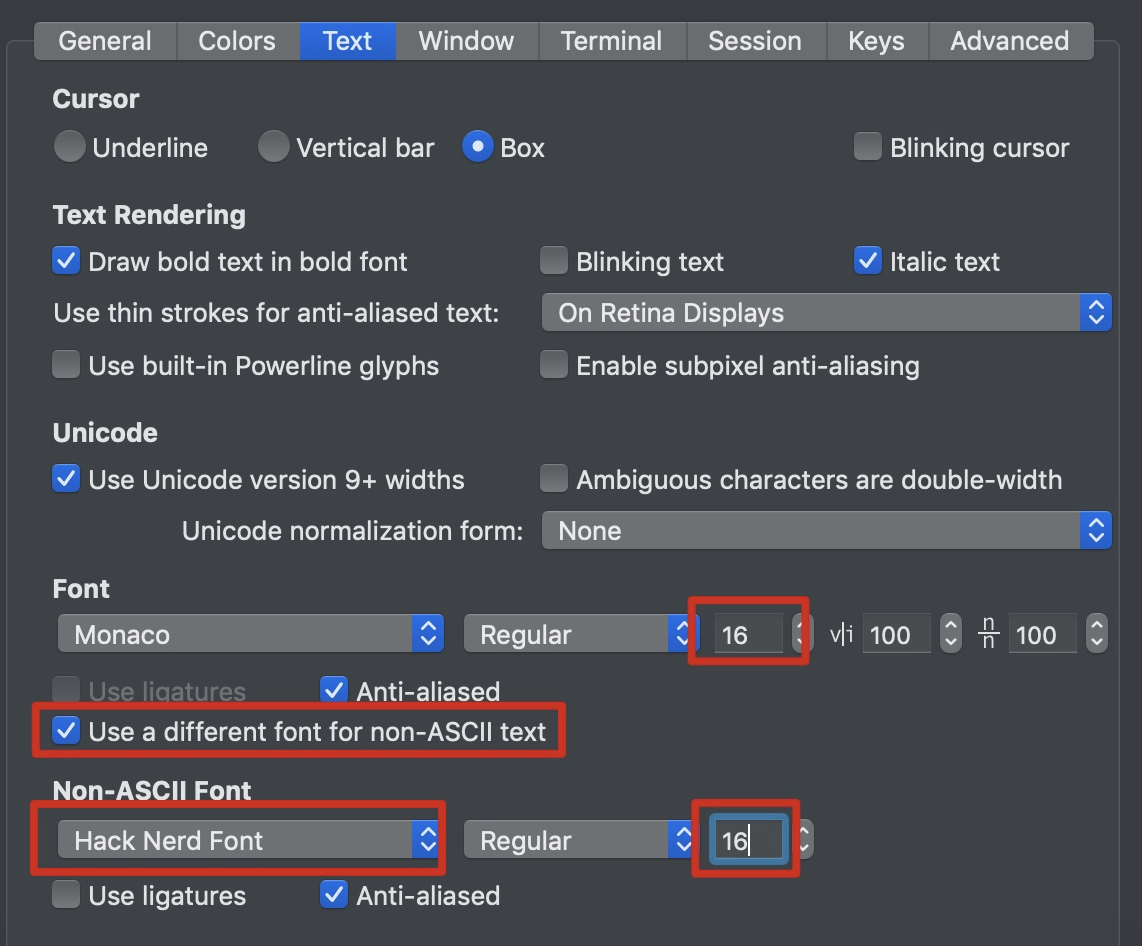 General Colors Text Window Terminal Session Keys Advanced
Cursor
Underline Vertical bar Box Blinking cursor
Text Rendering
Draw bold text in bold font Blinking text Italic text
Use thin strokes for anti-aliased text: On Retina Displays
Use built-in Powerline glyphs Enable subpixel anti-aliasing
Unicode
Use Unicode version 9+ widths Ambiguous characters are double-width
Unicode normalization form: None
Font
Monaco Regular 16 v|i 100 n/n 100
Use ligatures Anti-aliased
Use a different font for non-ASCII text
Non-ASCII Font
Hack Nerd Font Regular 16
Use ligatures Anti-aliased